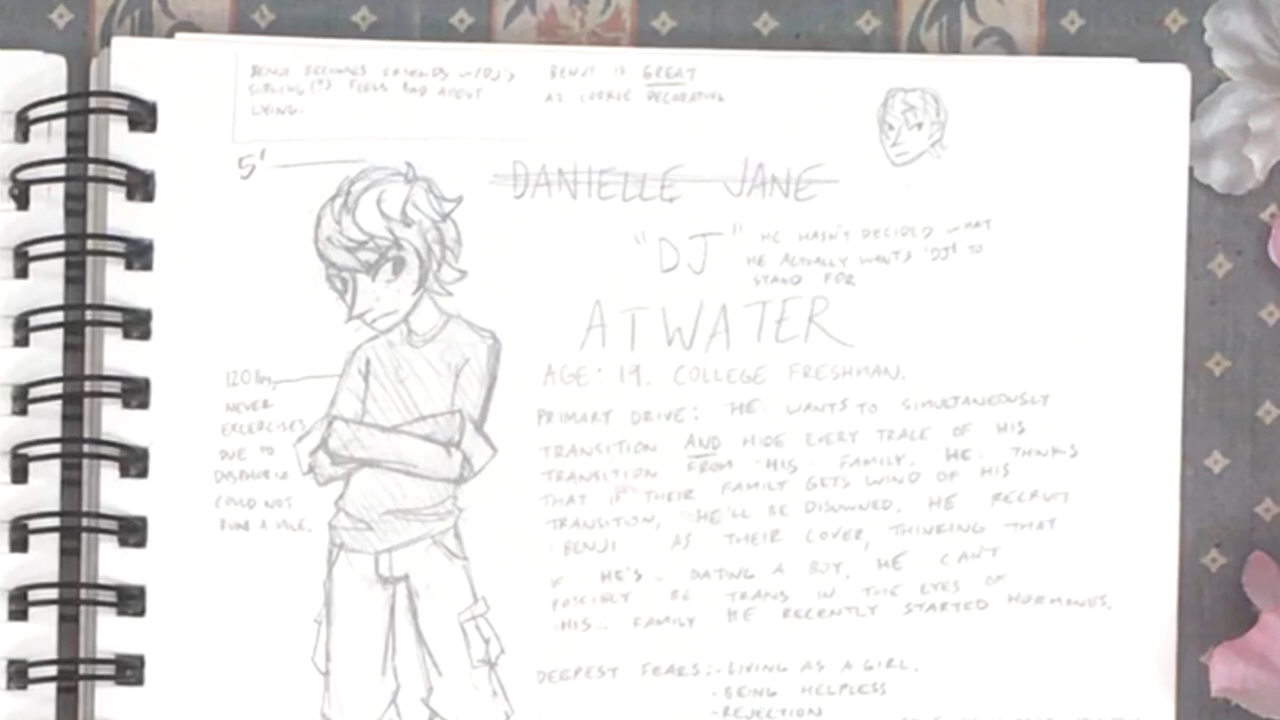 BENJI BECOMES FRIENDS w/DJ's
SIBLING(?) FEELS BAD ABOUT
LYING.
BENJI IS GREAT
AT COOKIE DECORATING
5'
DANIELLE JANE
"DJ"
HE HASN'T DECIDED WHAT
HE ACTUALLY WANTS "DJ" TO
STAND FOR
ATWATER
AGE: 19. COLLEGE FRESHMAN.
120 lbs,
NEVER
EXCERCISES
DUE TO
DYSPHORIA
COULD NOT
RUN A MILE.
PRIMARY DRIVE: HE WANTS TO SIMULTANEOUSLY
TRANSITION AND HIDE EVERY TRACE OF HIS
TRANSITION FROM HIS FAMILY. HE THINKS
THAT IF THEIR FAMILY GETS WIND OF HIS
TRANSITION, HE'LL BE DISOWNED. HE RECRUIT
BENJI AS THEIR COVER, THINKING THAT
IF HE'S DATING A BOY, HE CAN'T
POSSIBLY BE TRANS IN THE EYES OF
HIS FAMILY HE RECENTLY STARTED HORMONES.
DEEPEST FEARS: - LIVING AS A GIRL.
- BEING HELPLESS
- REJECTION